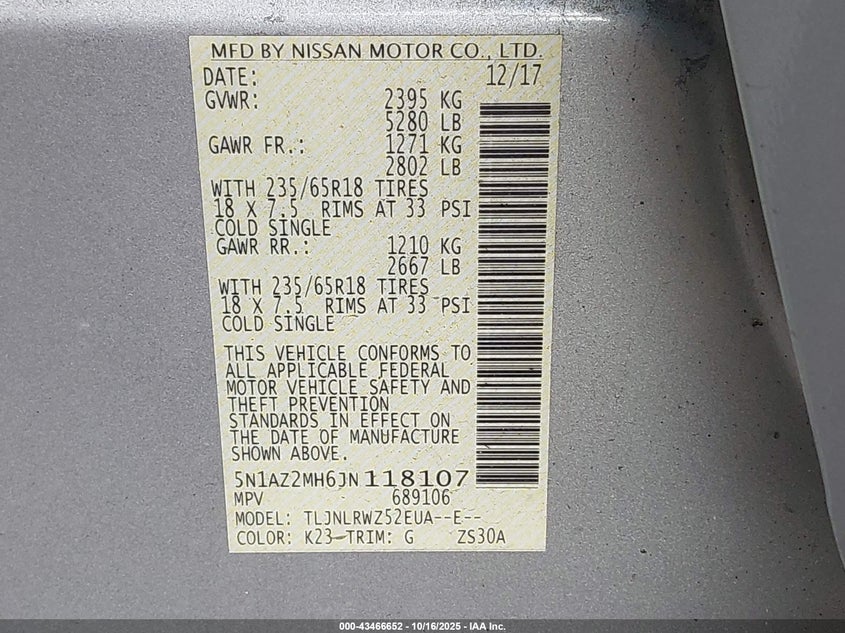 MFD BY NISSAN MOTOR CO., LTD.
DATE: 12/17
GVWR: 2395 KG
5280 LB
GAWR FR.: 1271 KG
2802 LB
WITH 235/65R18 TIRES
18 X 7.5 RIMS AT 33 PSI
COLD SINGLE
GAWR RR.: 1210 KG
2667 LB
WITH 235/65R18 TIRES
18 X 7.5 RIMS AT 33 PSI
COLD SINGLE
THIS VEHICLE CONFORMS TO
ALL APPLICABLE FEDERAL
MOTOR VEHICLE SAFETY AND
THEFT PREVENTION
STANDARDS IN EFFECT ON
THE DATE OF MANUFACTURE
SHOWN ABOVE.
5N1AZ2MH6JN118107
MPV 689106
MODEL: TLJNLRWZ52EUA--E--
COLOR: K23 TRIM: G ZS30A
000-43466652 - 10/16/2025 - IAA Inc.